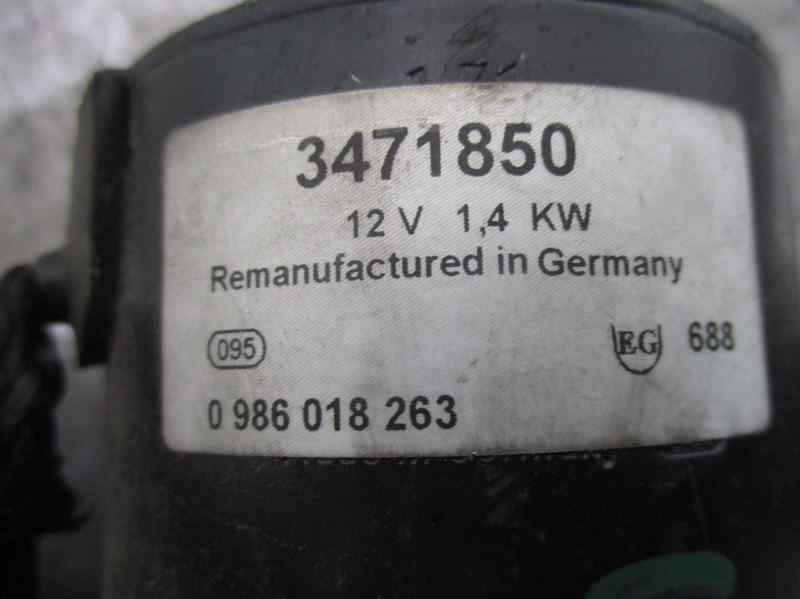 3471850
12 V 1,4 KW
Remanufactured in Germany
095
EG 688
0 986 018 263